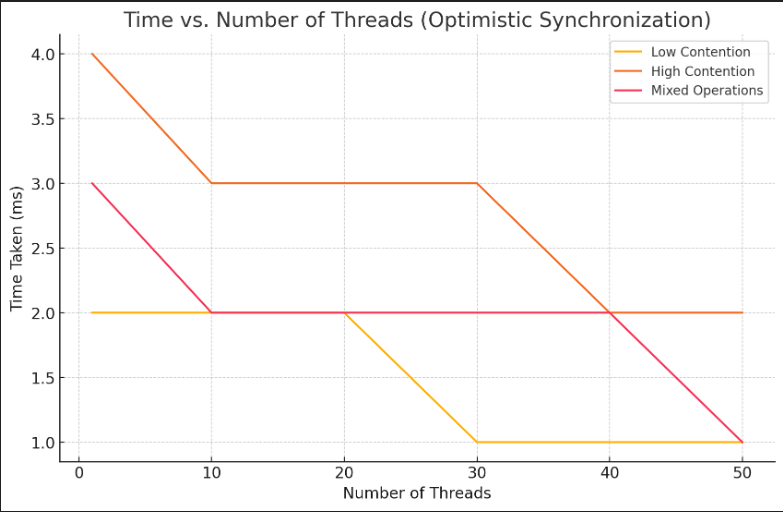 Time vs. Number of Threads (Optimistic Synchronization)
Low Contention
High Contention
Mixed Operations
4.0
3.5
3.0
2.5
2.0
1.5
1.0
Time Taken (ms)
0 10 20 30 40 50
Number of Threads